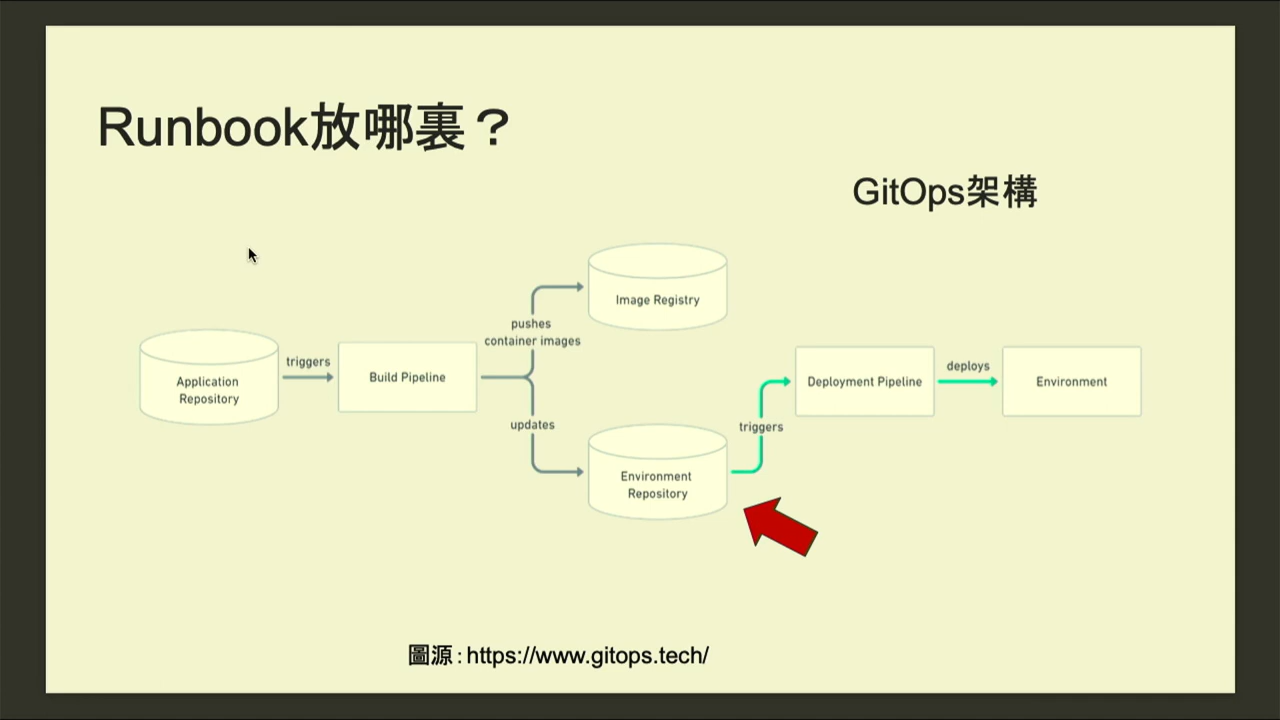 Runbook放哪裏？
GitOps架構
Image Registry
pushes
container images
triggers
Application
Repository
Build Pipeline
updates
Environment
Repository
triggers
Deployment Pipeline
deploys
Environment
圖源：https://www.gitops.tech/